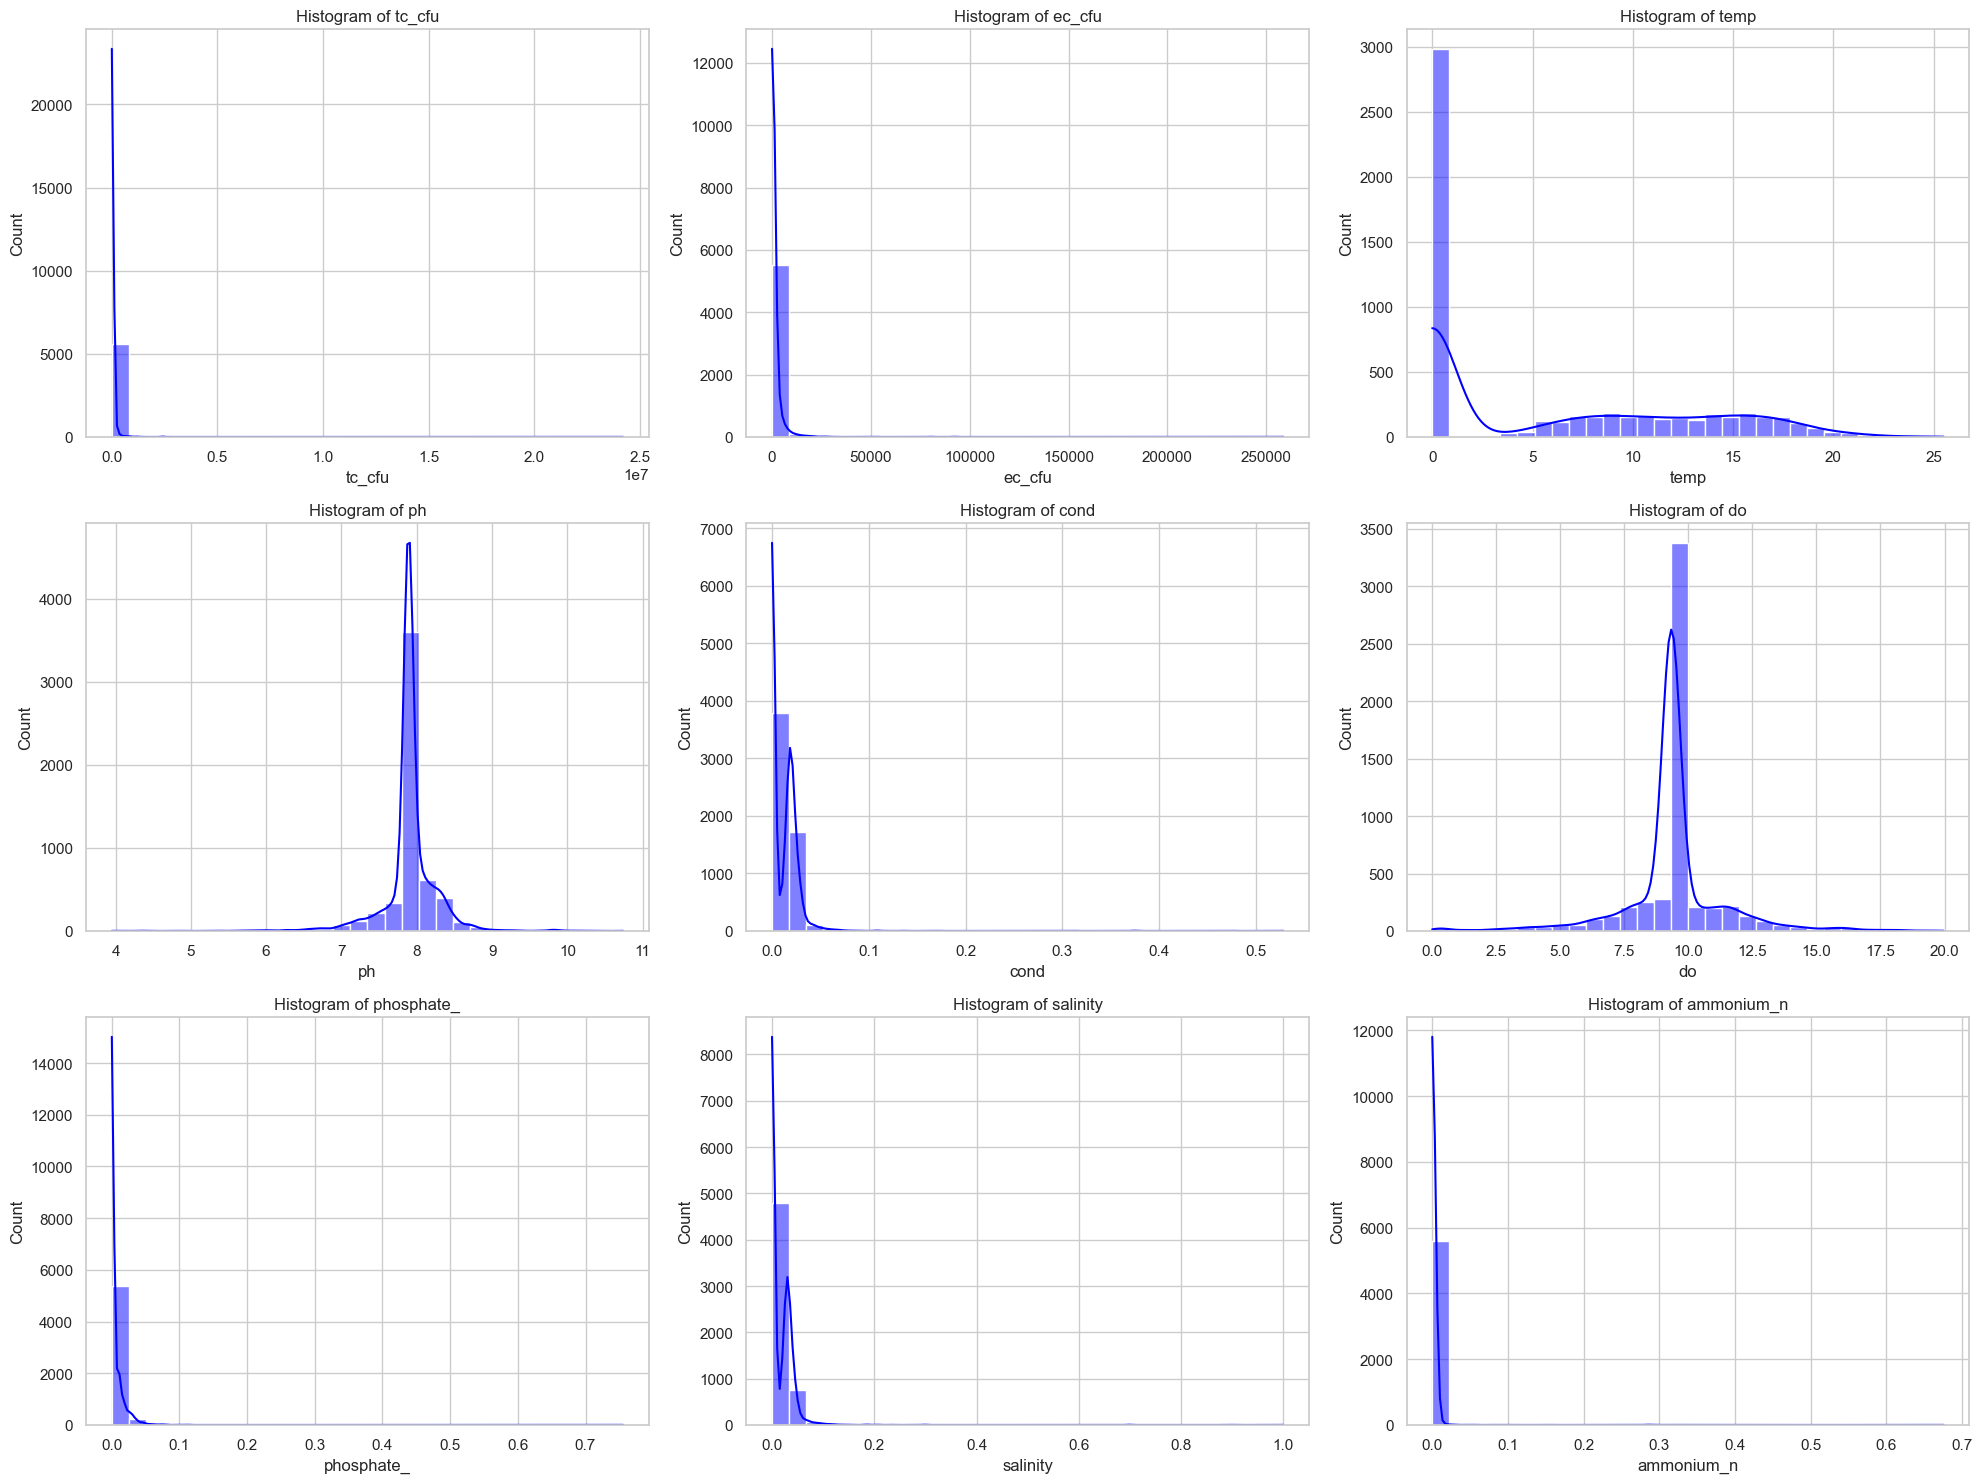 Histogram of tc_cfu
Count
20000
15000
10000
5000
0
0.0 0.5 1.0 1.5 2.0 2.5
1e7
tc_cfu
Histogram of ec_cfu
Count
12000
10000
8000
6000
4000
2000
0
0 50000 100000 150000 200000 250000
ec_cfu
Histogram of temp
Count
3000
2500
2000
1500
1000
500
0
0 5 10 15 20 25
temp
Histogram of ph
Count
4000
3000
2000
1000
0
4 5 6 7 8 9 10 11
ph
Histogram of cond
Count
7000
6000
5000
4000
3000
2000
1000
0
0.0 0.1 0.2 0.3 0.4 0.5
cond
Histogram of do
Count
3500
3000
2500
2000
1500
1000
500
0
0.0 2.5 5.0 7.5 10.0 12.5 15.0 17.5 20.0
do
Histogram of phosphate_
Count
14000
12000
10000
8000
6000
4000
2000
0
0.0 0.1 0.2 0.3 0.4 0.5 0.6 0.7
phosphate_
Histogram of salinity
Count
8000
7000
6000
5000
4000
3000
2000
1000
0
0.0 0.2 0.4 0.6 0.8 1.0
salinity
Histogram of ammonium_n
Count
12000
10000
8000
6000
4000
2000
0
0.0 0.1 0.2 0.3 0.4 0.5 0.6 0.7
ammonium_n